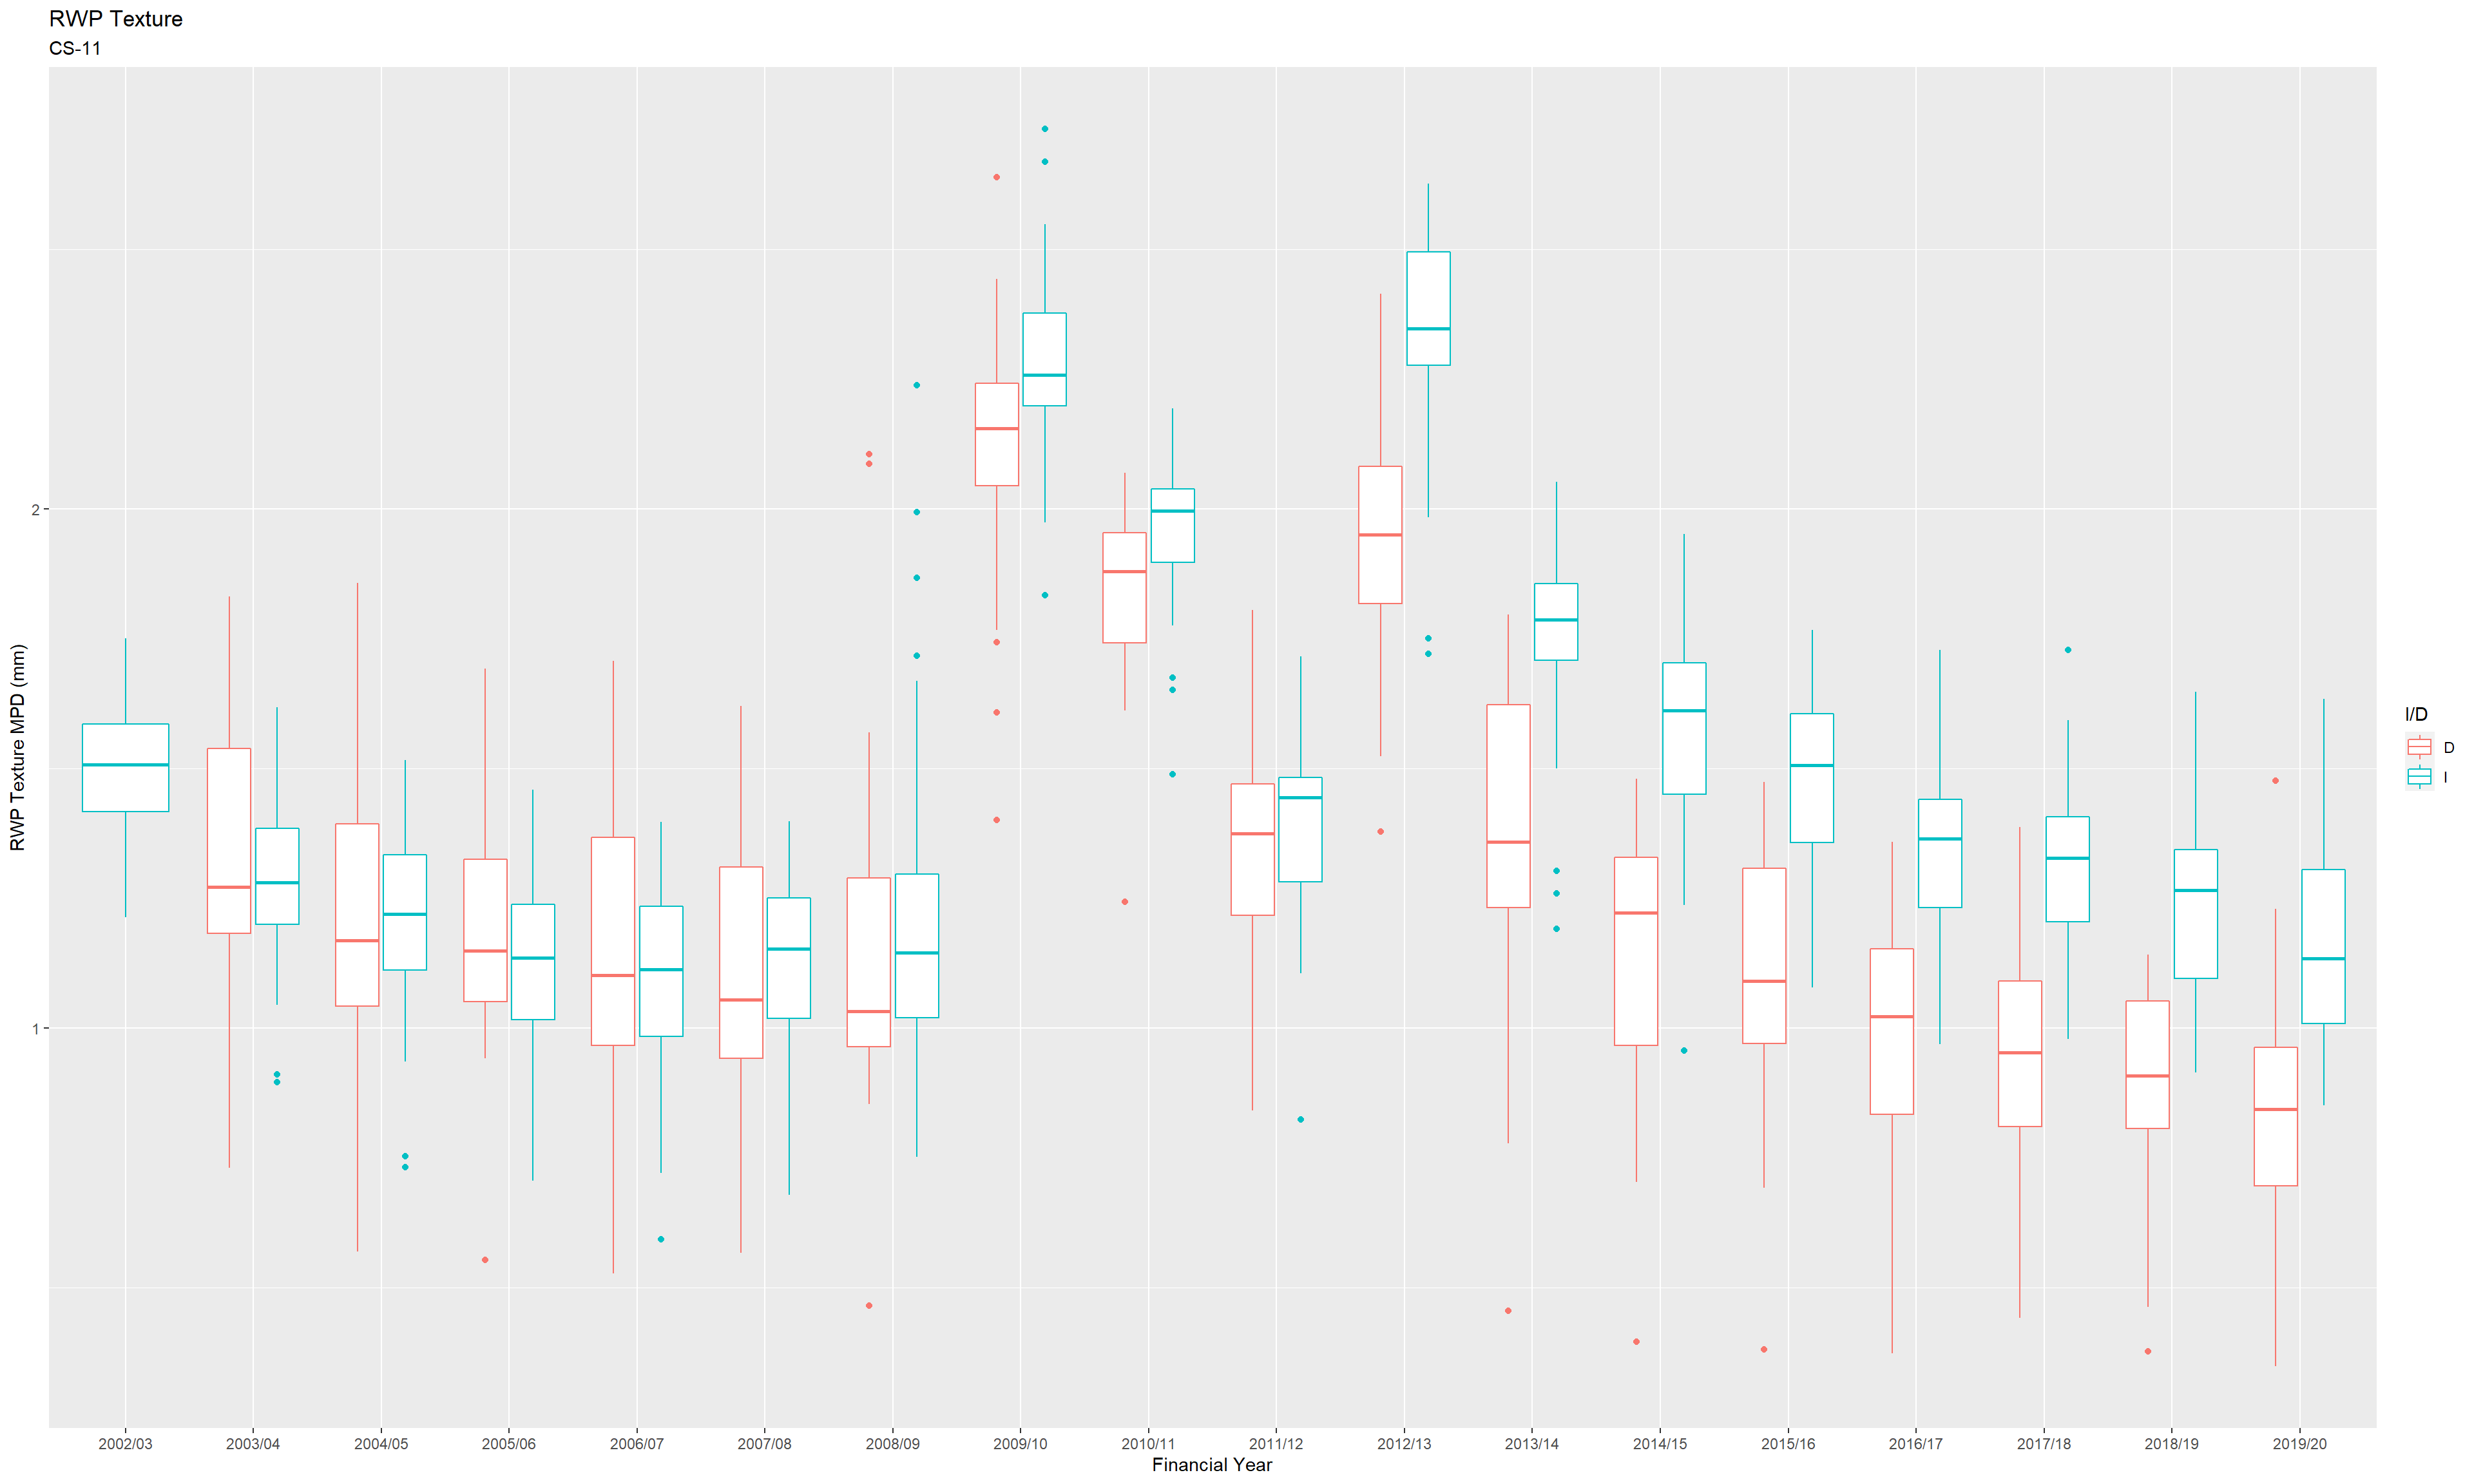 RWP Texture
CS-11
RWP Texture MPD (mm)
2
1
2002/03 2003/04 2004/05 2005/06 2006/07 2007/08 2008/09 2009/10 2010/11 2011/12 2012/13 2013/14 2014/15 2015/16 2016/17 2017/18 2018/19 2019/20
Financial Year
I/D
D
I